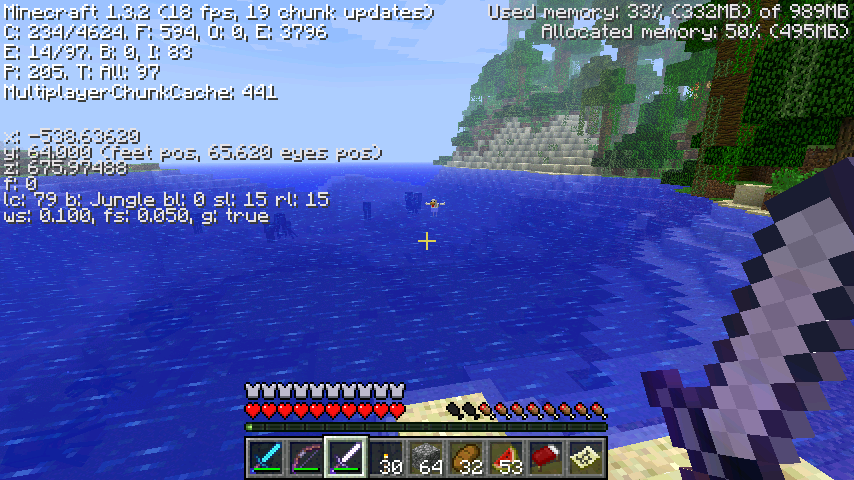 Minecraft 1.3.2 (18 fps, 19 chunk updates)
Used memory: 33% (332MB) of 989MB
C: 234/4624, F: 594, O: 0, E: 3796
Allocated memory: 50% (495MB)
E: 14/97. B: 0, I: 83
P: 205. T: All: 97
MultiplayerChunkCache: 441
x: -538.63620
y: 64.000 (feet pos, 65.620 eyes pos)
z: 675.97488
f: 0
lc: 79 b: Jungle bl: 0 sl: 15 rl: 15
ws: 0.100, fs: 0.050, g: true
30
64
32
53